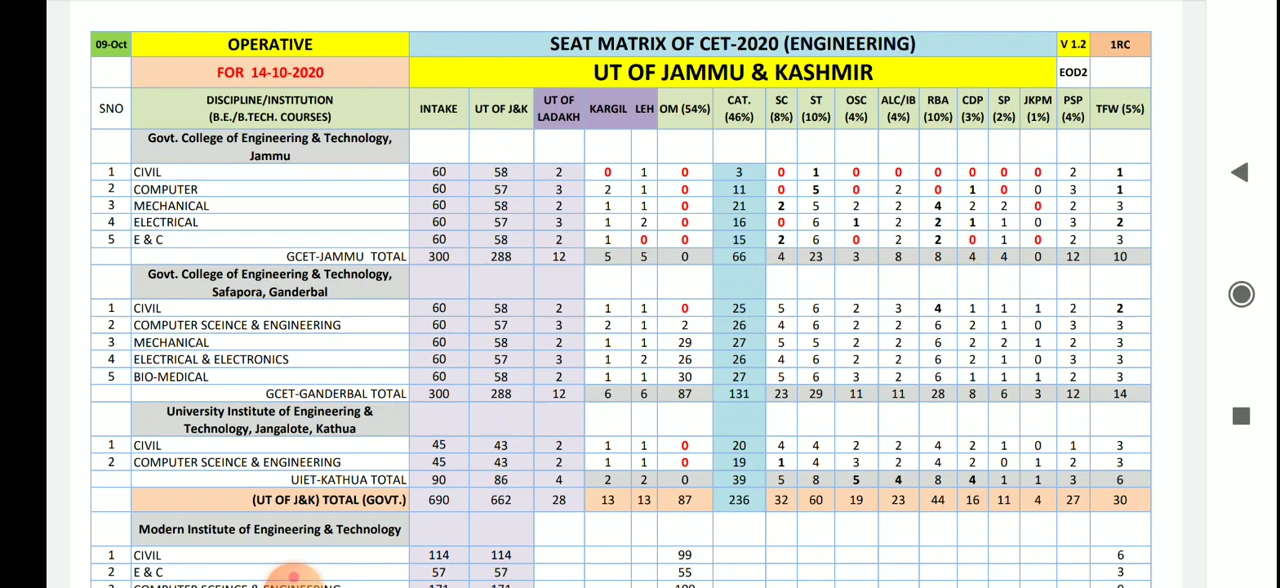 09-Oct OPERATIVE SEAT MATRIX OF CET-2020 (ENGINEERING) V 1.2 1RC
FOR 14-10-2020 UT OF JAMMU & KASHMIR EOD2
SNO DISCIPLINE/INSTITUTION (B.E./B.TECH. COURSES) INTAKE UT OF J&K UT OF LADAKH KARGIL LEH OM (54%) CAT. (46%) SC (8%) ST (10%) OSC (4%) ALC/IB (4%) RBA (10%) CDP (3%) SP (2%) JKPM (1%) PSP (4%) TFW (5%)
Govt. College of Engineering & Technology,
Jammu
1 CIVIL 60 58 2 0 1 0 3 0 1 0 0 0 0 0 0 2 1
2 COMPUTER 60 57 3 2 1 0 11 0 5 0 2 0 1 0 0 3 1
3 MECHANICAL 60 58 2 1 1 0 21 2 5 2 2 4 2 2 0 2 3
4 ELECTRICAL 60 57 3 1 2 0 16 0 6 1 2 2 1 1 0 3 2
5 E & C 60 58 2 1 0 0 15 2 6 0 2 2 0 1 0 2 3
GCET-JAMMU TOTAL 300 288 12 5 5 0 66 4 23 3 8 8 4 4 0 12 10
Govt. College of Engineering & Technology,
Safapora, Ganderbal
1 CIVIL 60 58 2 1 1 0 25 5 6 2 3 4 1 1 1 2 2
2 COMPUTER SCEINCE & ENGINEERING 60 57 3 2 1 2 26 4 6 2 2 6 2 1 0 3 3
3 MECHANICAL 60 58 2 1 1 29 27 5 5 2 2 6 2 2 1 2 3
4 ELECTRICAL & ELECTRONICS 60 57 3 1 2 26 26 4 6 2 2 6 2 1 0 3 3
5 BIO-MEDICAL 60 58 2 1 1 30 27 5 6 3 2 6 1 1 1 2 3
GCET-GANDERBAL TOTAL 300 288 12 6 6 87 131 23 29 11 11 28 8 6 3 12 14
University Institute of Engineering &
Technology, Jangalote, Kathua
1 CIVIL 45 43 2 1 1 0 20 4 4 2 2 4 2 1 0 1 3
2 COMPUTER SCEINCE & ENGINEERING 45 43 2 1 1 0 19 1 4 3 2 4 2 0 1 2 3
UIET-KATHUA TOTAL 90 86 4 2 2 0 39 5 8 5 4 8 4 1 1 3 6
(UT OF J&K) TOTAL (GOVT.) 690 662 28 13 13 87 236 32 60 19 23 44 16 11 4 27 30
Modern Institute of Engineering & Technology
1 CIVIL 114 114 99 6
2 E & C 57 57 55 3